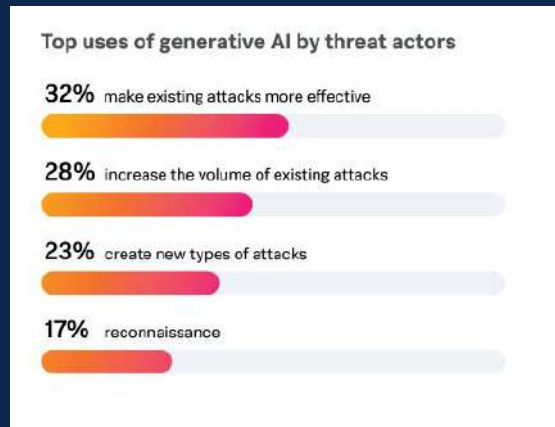 Top uses of generative AI by threat actors
32% make existing attacks more effective
28% increase the volume of existing attacks
23% create new types of attacks
17% reconnaissance